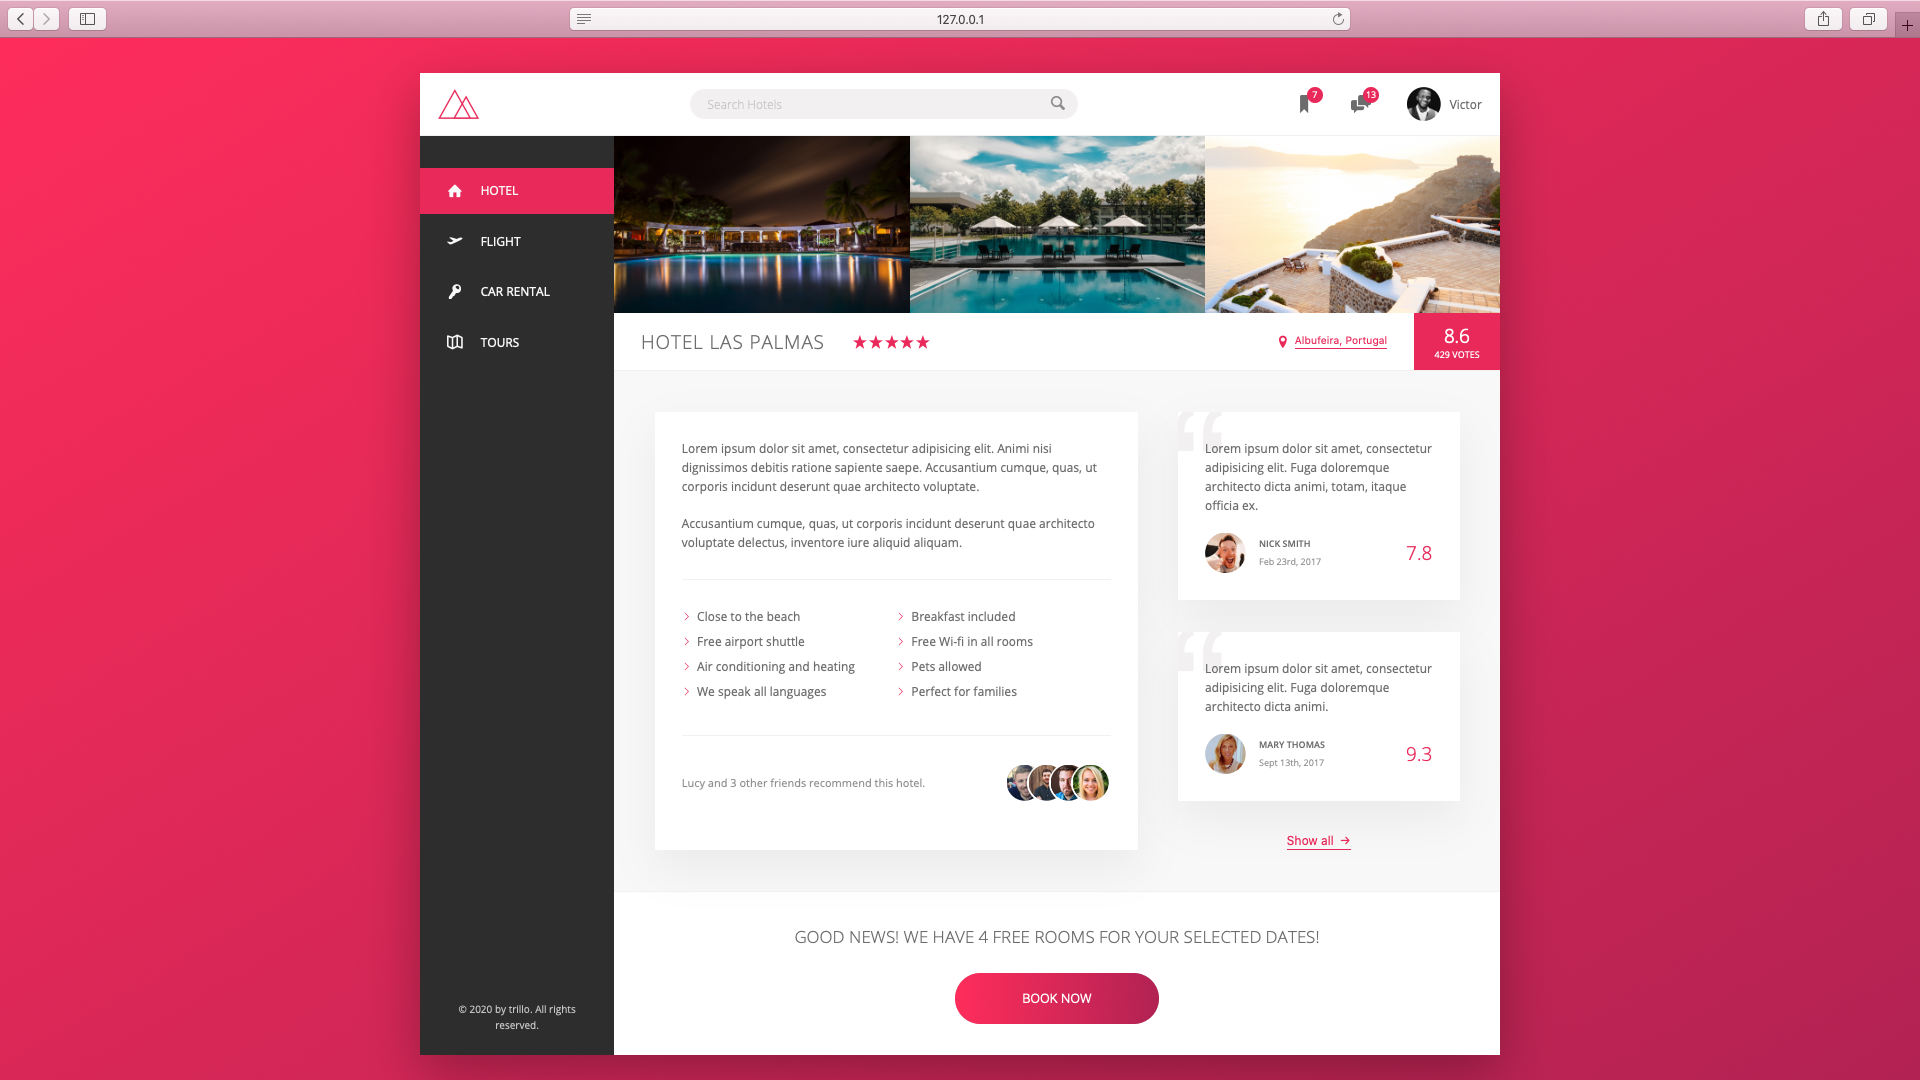 127.0.0.1
Search Hotels
7
13
Victor
HOTEL
FLIGHT
CAR RENTAL
TOURS
HOTEL LAS PALMAS
Albufeira, Portugal
8.6
429 VOTES
Lorem ipsum dolor sit amet, consectetur adipisicing elit. Animi nisi
dignissimos debitis ratione sapiente saepe. Accusantium cumque, quas, ut
corporis incidunt deserunt quae architecto voluptate.
Accusantium cumque, quas, ut corporis incidunt deserunt quae architecto
voluptate delectus, inventore iure aliquid aliquam.
Close to the beach
Free airport shuttle
Air conditioning and heating
We speak all languages
Breakfast included
Free Wi-fi in all rooms
Pets allowed
Perfect for families
Lucy and 3 other friends recommend this hotel.
“
Lorem ipsum dolor sit amet, consectetur
adipisicing elit. Fuga doloremque
architecto dicta animi, totam, itaque
officia ex.
NICK SMITH
Feb 23rd, 2017
7.8
“
Lorem ipsum dolor sit amet, consectetur
adipisicing elit. Fuga doloremque
architecto dicta animi.
MARY THOMAS
Sept 13th, 2017
9.3
Show all →
GOOD NEWS! WE HAVE 4 FREE ROOMS FOR YOUR SELECTED DATES!
BOOK NOW
© 2020 by trillo. All rights
reserved.